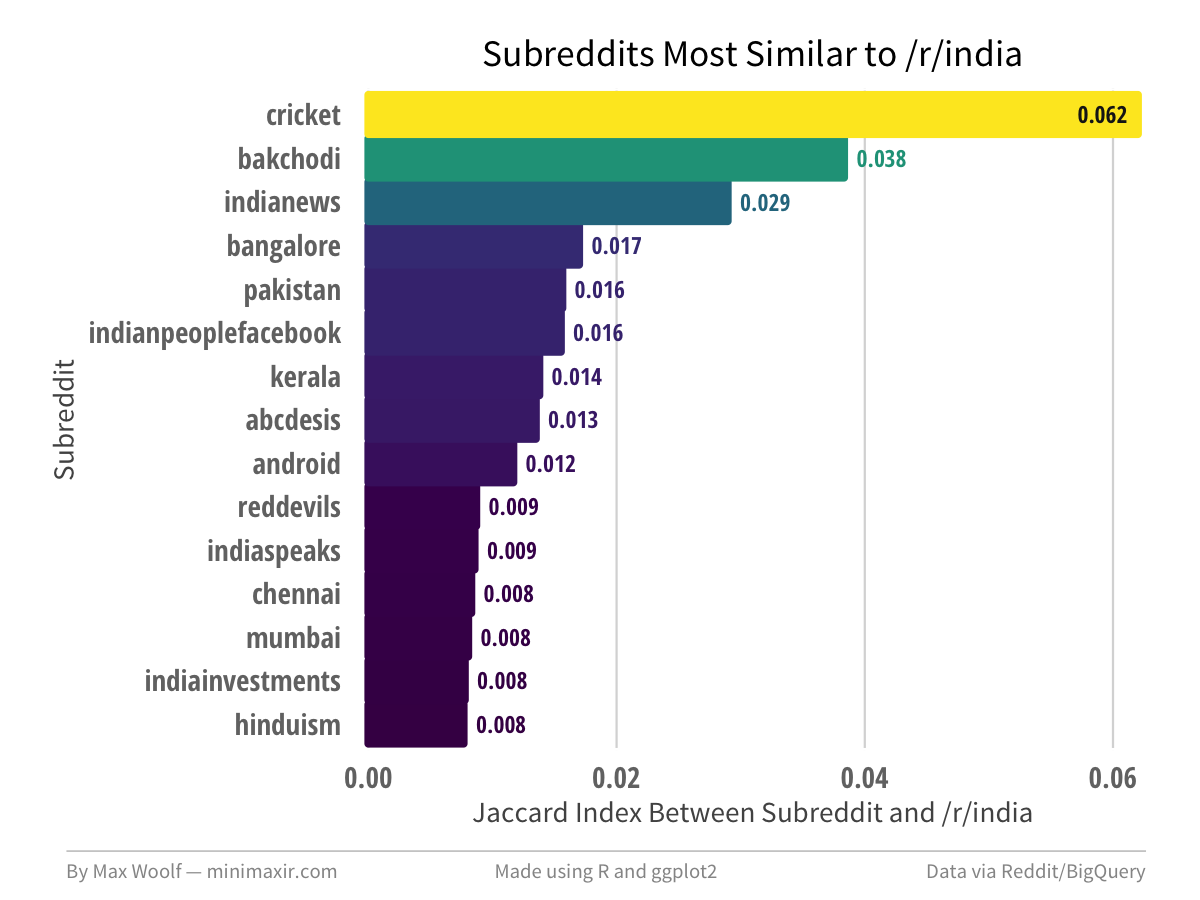 Subreddits Most Similar to /r/india
cricket 0.062
bakchodi 0.038
indianews 0.029
bangalore 0.017
pakistan 0.016
indianpeoplefacebook 0.016
kerala 0.014
abcdesis 0.013
android 0.012
reddevils 0.009
indiaspeaks 0.009
chennai 0.008
mumbai 0.008
indiainvestments 0.008
hinduism 0.008
Subreddit
0.00 0.02 0.04 0.06
Jaccard Index Between Subreddit and /r/india
By Max Woolf — minimaxir.com Made using R and ggplot2 Data via Reddit/BigQuery